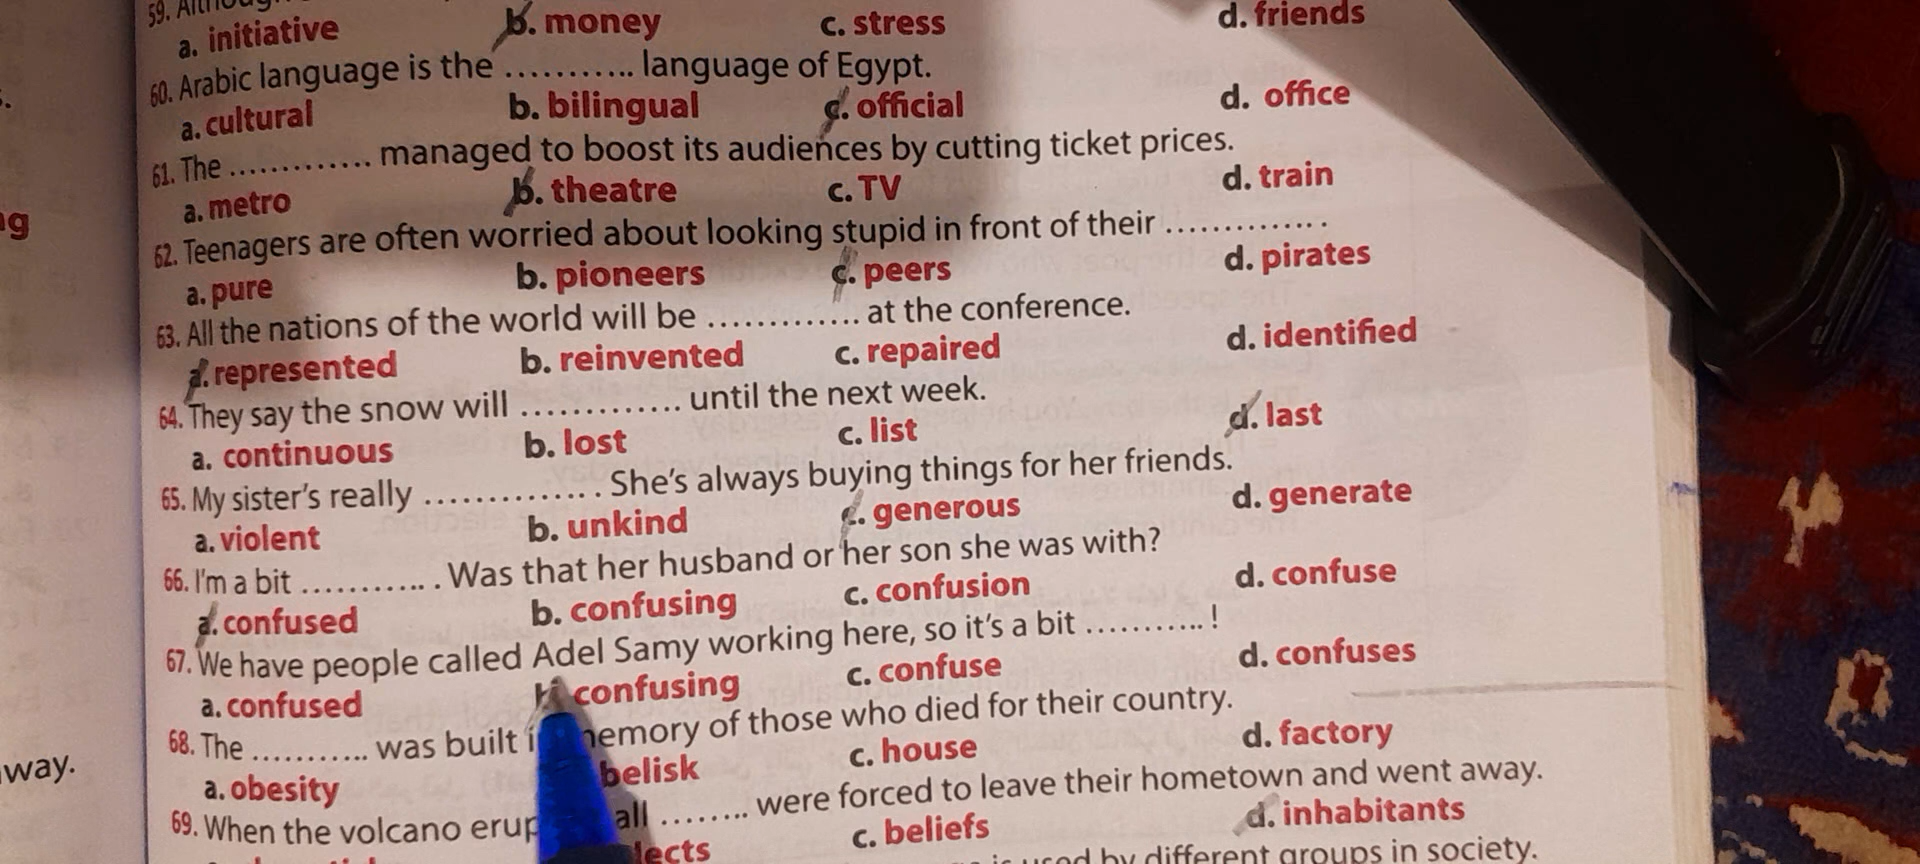 59.
a. initiative b. money c. stress d. friends
60. Arabic language is the ........... language of Egypt.
a. cultural b. bilingual c. official d. office
61. The ............. managed to boost its audiences by cutting ticket prices.
a. metro b. theatre c. TV d. train
62. Teenagers are often worried about looking stupid in front of their ..............
a. pure b. pioneers c. peers d. pirates
63. All the nations of the world will be ............. at the conference.
a. represented b. reinvented c. repaired d. identified
64. They say the snow will .............. until the next week.
a. continuous b. lost c. list d. last
65. My sister's really ............... She's always buying things for her friends.
a. violent b. unkind c. generous d. generate
66. I'm a bit ............ . Was that her husband or her son she was with?
a. confused b. confusing c. confusion d. confuse
67. We have people called Adel Samy working here, so it's a bit ...........!
a. confused confusing c. confuse d. confuses
68. The ........... was built emory of those who died for their country.
a. obesity belisk c. house d. factory
69. When the volcano erup all ........ were forced to leave their hometown and went away.
lects c. beliefs d. inhabitants
used by different groups in society.
g
way.